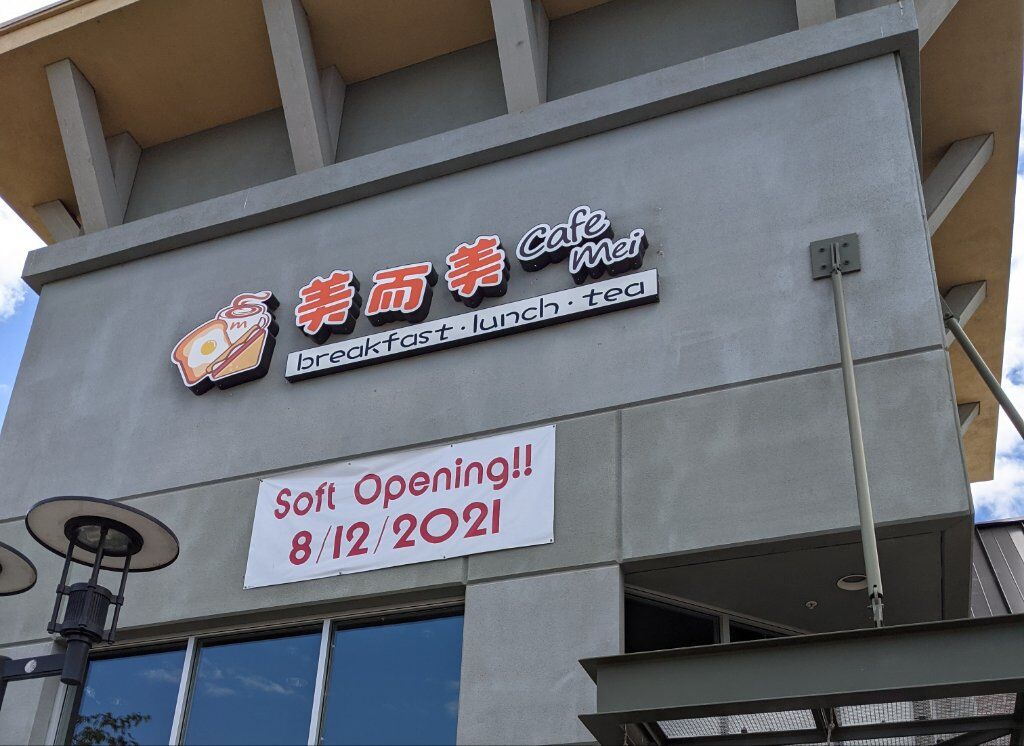 美而美 Cafe Mei
m
breakfast · lunch · tea
Soft Opening!!
8/12/2021